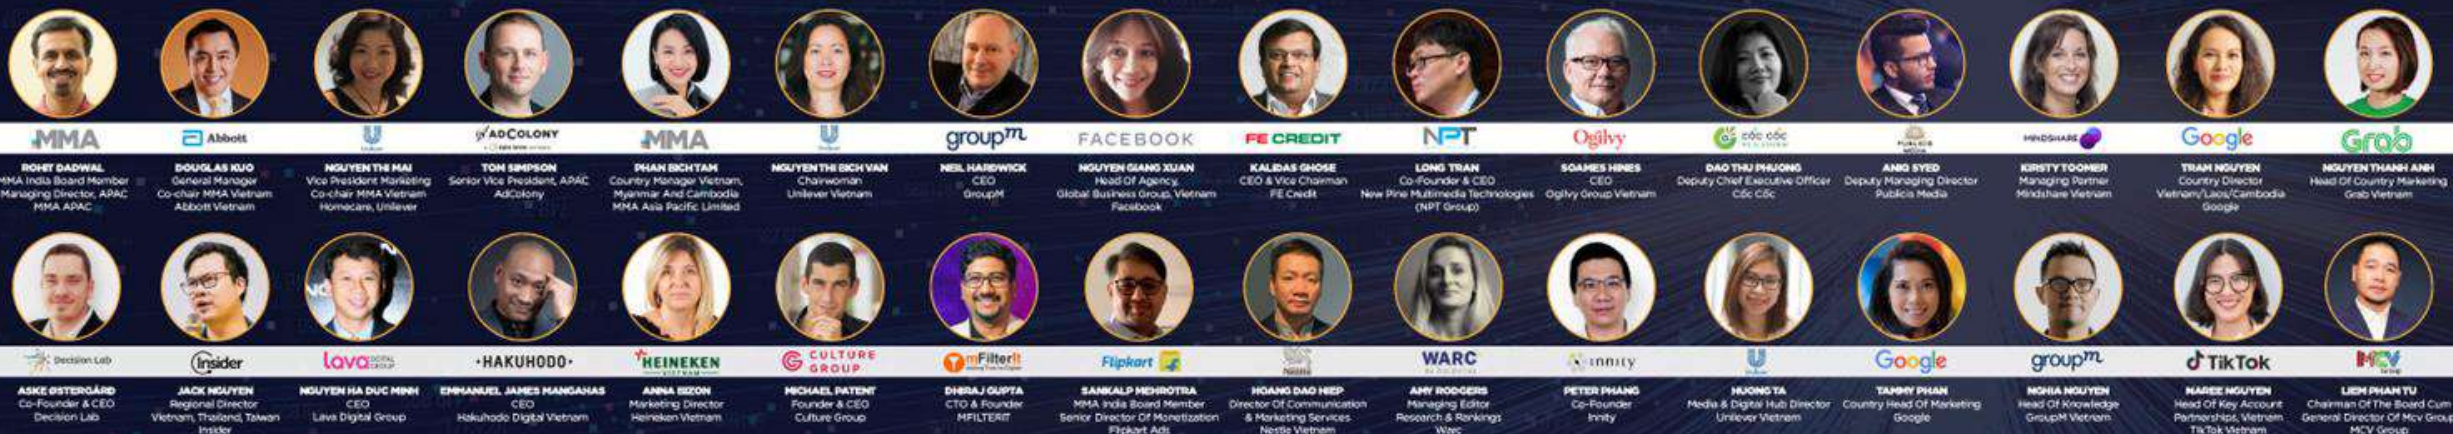 MMA
Abbott
Unilever
ADCOLONY
MMA
Unilever
groupm
FACEBOOK
FE CREDIT
NPT
Ogilvy
CỐC CỐC
PUBLICIS
MEDIA
MINDSHARE
Google
Grab
ROHIT DADWAL
MMA India Board Member
Managing Director, APAC
MMA APAC
DOUGLAS KUO
General Manager
Co-chair MMA Vietnam
Abbott Vietnam
NGUYEN THI MAI
Vice President Marketing
Co-chair MMA Vietnam
Homecare, Unilever
TOM SIMPSON
Senior Vice President, APAC
AdColony
PHAN BICH TAM
Country Manager Vietnam,
Myanmar And Cambodia
MMA Asia Pacific Limited
NGUYEN THI BICH VAN
Chairwoman
Unilever Vietnam
NEIL HARDWICK
CEO
GroupM
NGUYEN GIANG XUAN
Head Of Agency,
Global Business Group, Vietnam
Facebook
KALIDAS GHOSE
CEO & Vice Chairman
FE Credit
LONG TRAN
Co-Founder & CEO
New Pine Multimedia Technologies
(NPT Group)
SOAMES HINES
CEO
Ogilvy Group Vietnam
DAO THU PHUONG
Deputy Chief Executive Officer
Cốc Cốc
ANIQ SYED
Deputy Managing Director
Publicis Media
KIRSTY TOOMER
Managing Partner
Mindshare Vietnam
TRAM NGUYEN
Country Director
Vietnam/Laos/Cambodia
Google
NGUYEN THANH ANH
Head Of Country Marketing
Grab Vietnam
Decision Lab
Insider
lava DIGITAL GROUP
HAKUHODO
HEINEKEN
VIETNAM
CULTURE
GROUP
mFilterIt
Flipkart
Nestle
WARC
innity
Unilever
Google
groupm
TikTok
MCV
Group
ASKE ØSTERGÅRD
Co-Founder & CEO
Decision Lab
JACK NGUYEN
Regional Director
Vietnam, Thailand, Taiwan
Insider
NGUYEN HA DUC MINH
CEO
Lava Digital Group
EMMANUEL JAMES MANGAHAS
CEO
Hakuhodo Digital Vietnam
ANNA BIZON
Marketing Director
Heineken Vietnam
MICHAEL PATENT
Founder & CEO
Culture Group
DHIRAJ GUPTA
CTO & Founder
MFILTERIT
SANKALP MEHROTRA
MMA India Board Member
Senior Director Of Monetization
Flipkart Ads
HOANG DAO HIEP
Director Of Communication
& Marketing Services
Nestle Vietnam
AMY RODGERS
Managing Editor
Research & Rankings
Warc
PETER PHANG
Co-Founder
Innity
HUONG TA
Media & Digital Hub Director
Unilever Vietnam
TAMMY PHAN
Country Head Of Marketing
Google
NGHIA NGUYEN
Head Of Knowledge
GroupM Vietnam
NAREE NGUYEN
Head Of Key Account
Partnerships, Vietnam
TikTok Vietnam
LIEM PHAN TU
Chairman Of The Board Cum
General Director Of Mcv Group
MCV Group